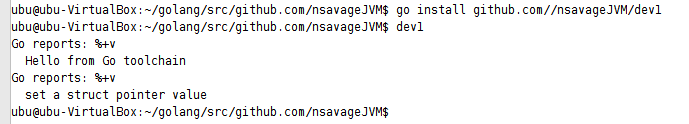 ubu@ubu-VirtualBox:~/golang/src/github.com/nsavageJVM$ go install github.com//nsavageJVM/dev1
ubu@ubu-VirtualBox:~/golang/src/github.com/nsavageJVM$ dev1
Go reports: %+v
  Hello from Go toolchain
Go reports: %+v
  set a struct pointer value
ubu@ubu-VirtualBox:~/golang/src/github.com/nsavageJVM$